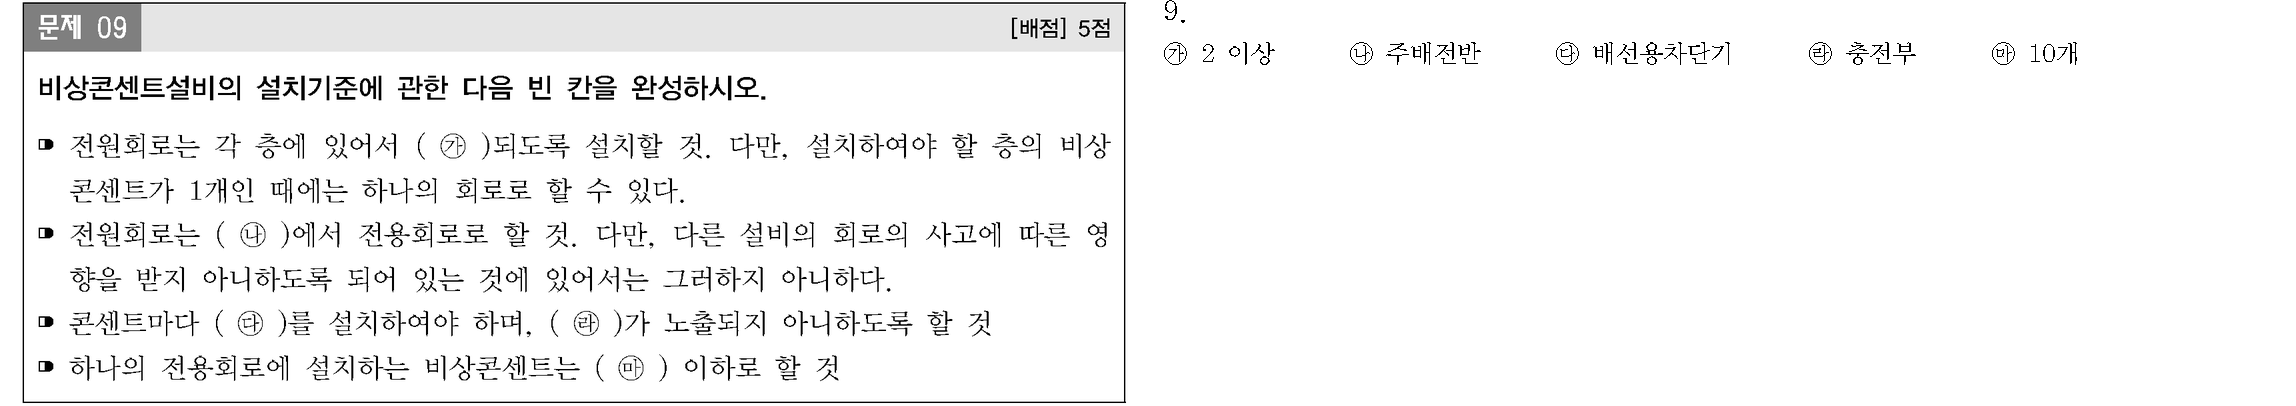 문제 09 [배점] 5점
비상콘센트설비의 설치기준에 관한 다음 빈 칸을 완성하시오.
전원회로는 각 층에 있어서 ( ㉮ )되도록 설치할 것. 다만, 설치하여야 할 층의 비상
콘센트가 1개인 때에는 하나의 회로로 할 수 있다.
전원회로는 ( ㉯ )에서 전용회로로 할 것. 다만, 다른 설비의 회로의 사고에 따른 영
향을 받지 아니하도록 되어 있는 것에 있어서는 그러하지 아니하다.
콘센트마다 ( ㉰ )를 설치하여야 하며, ( ㉱ )가 노출되지 아니하도록 할 것
하나의 전용회로에 설치하는 비상콘센트는 ( ㉲ ) 이하로 할 것
9.
㉮ 2 이상 ㉯ 주배전반 ㉰ 배선용차단기 ㉱ 충전부 ㉲ 10개